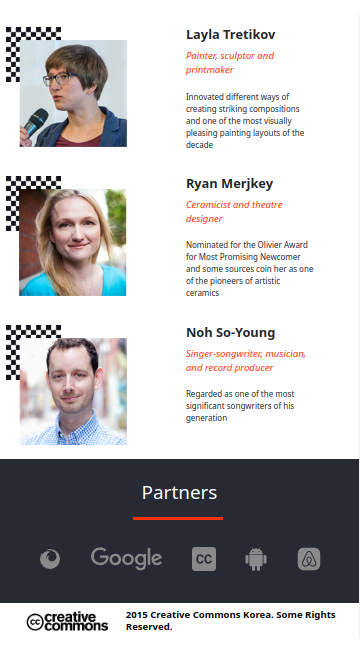 Layla Tretikov
Painter, sculptor and
printmaker
Innovated different ways of
creating striking compositions
and one of the most visually
pleasing painting layouts of the
decade
Ryan Merjkey
Ceramicist and theatre
designer
Nominated for the Olivier Award
for Most Promising Newcomer
and some sources coin her as one
of the pioneers of artistic
ceramics
Noh So-Young
Singer-songwriter, musician,
and record producer
Regarded as one of the most
significant songwriters of his
generation
Partners
Google
CC
cc creative
commons
2015 Creative Commons Korea. Some Rights
Reserved.